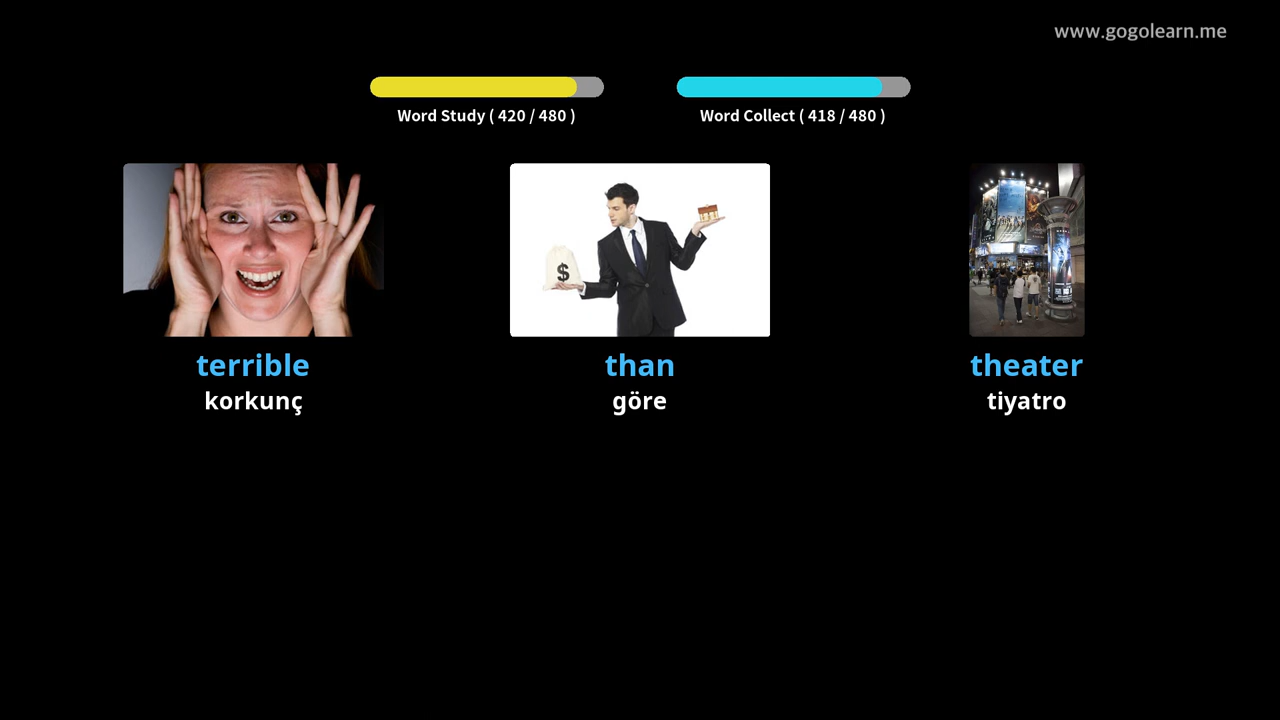 www.gogolearn.me
Word Study ( 420 / 480 )
Word Collect ( 418 / 480 )
$
terrible
than
theater
korkunç
göre
tiyatro